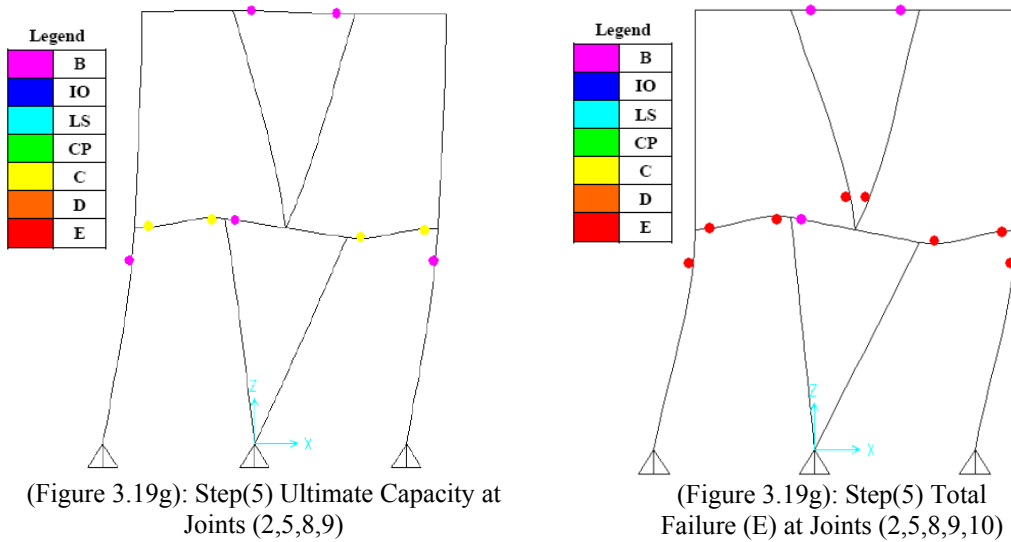 Legend
B
IO
LS
CP
C
D
E
Z
X
(Figure 3.19g): Step(5) Ultimate Capacity at
Joints (2,5,8,9)
Legend
B
IO
LS
CP
C
D
E
Z
X
(Figure 3.19g): Step(5) Total
Failure (E) at Joints (2,5,8,9,10)